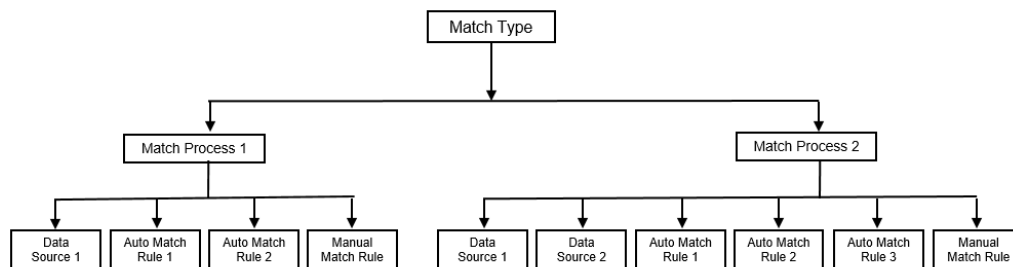 Match Type
Match Process 1
Match Process 2
Data
Source 1
Auto Match
Rule 1
Auto Match
Rule 2
Manual
Match Rule
Data
Source 1
Data
Source 2
Auto Match
Rule 1
Auto Match
Rule 2
Auto Match
Rule 3
Manual
Match Rule